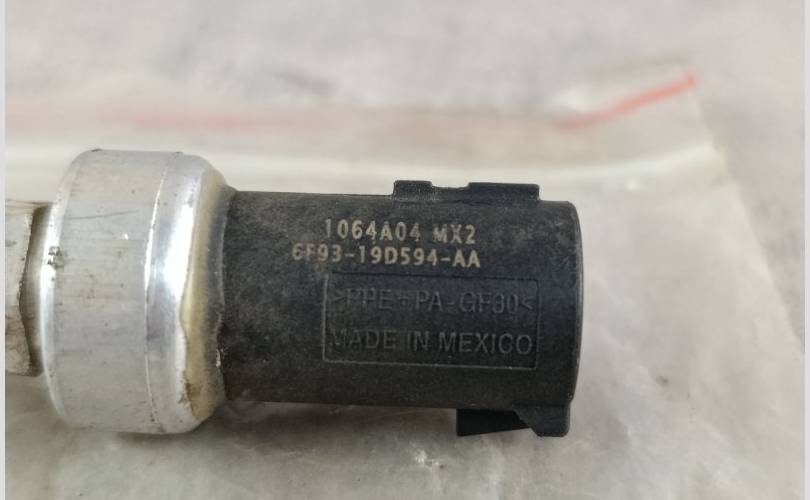 1064A04 MX2
6F93-19D594-AA
>PPE+PA-GF30<
MADE IN MEXICO